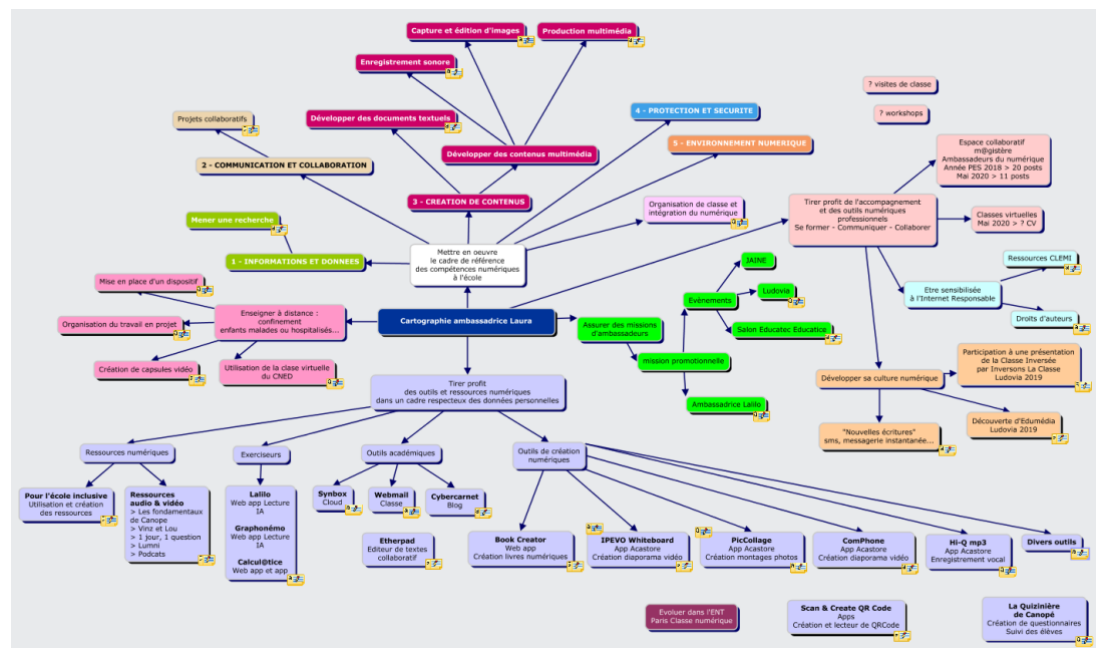 Capture et édition d'images
Production multimédia
Enregistrement sonore
Projets collaboratifs
Développer des documents textuels
4 - PROTECTION ET SECURITE
? visites de classe
? workshops
2 - COMMUNICATION ET COLLABORATION
Développer des contenus multimédia
5 - ENVIRONNEMENT NUMERIQUE
Espace collaboratif
m@gistère
Ambassadeurs du numérique
Année PES 2018 > 20 posts
Mai 2020 > 11 posts
Mener une recherche
3 - CREATION DE CONTENUS
Organisation de classe et
intégration du numérique
Tirer profit de l'accompagnement
et des outils numériques
professionnels
Se former - Communiquer - Collaborer
Classes virtuelles
Mai 2020 > ? CV
1 - INFORMATIONS ET DONNEES
Mettre en oeuvre
le cadre de référence
des compétences numériques
à l'école
JAINE
Ressources CLEMI
Mise en place d'un dispositif
Evènements
Ludovia
Etre sensibilisée
à l'Internet Responsable
Organisation du travail en projet
Enseigner à distance :
confinement
enfants malades ou hospitalisés...
Cartographie ambassadrice Laura
Assurer des missions
d'ambassadeurs
Salon Educatec Educatice
Droits d'auteurs
mission promotionnelle
Création de capsules vidéo
Utilisation de la clase virtuelle
du CNED
Tirer profit
des outils et ressources numériques
dans un cadre respecteux des données personnelles
Ambassadrice Lalilo
Développer sa culture numérique
Participation à une présentation
de la Classe Inversée
par Inversons La Classe
Ludovia 2019
"Nouvelles écritures"
sms, messagerie instantanée...
Découverte d'Edumédia
Ludovia 2019
Ressources numériques
Exerciseurs
Outils académiques
Outils de création
numériques
Pour l'école inclusive
Utilisation et création
des ressources
Ressources
audio & vidéo
> Les fondamentaux
de Canope
> Vinz et Lou
> 1 jour, 1 question
> Lumni
> Podcats
Lalilo
Web app Lecture
IA
Graphonémo
Web app Lecture
IA
Calcul@tice
Web app et app
Synbox
Cloud
Webmail
Classe
Cybercarnet
Blog
Etherpad
Editeur de textes
collaboratif
Book Creator
Web app
Création livres numériques
IPEVO Whiteboard
App Acastore
Création diaporama vidéo
PicCollage
App Acastore
Création montages photos
ComPhone
App Acastore
Création diaporama vidéo
Hi-Q mp3
App Acastore
Enregistrement vocal
Divers outils
Evoluer dans l'ENT
Paris Classe numérique
Scan & Create QR Code
Apps
Création et lecteur de QRCode
La Quizinière
de Canopé
Création de questionnaires
Suivi des élèves